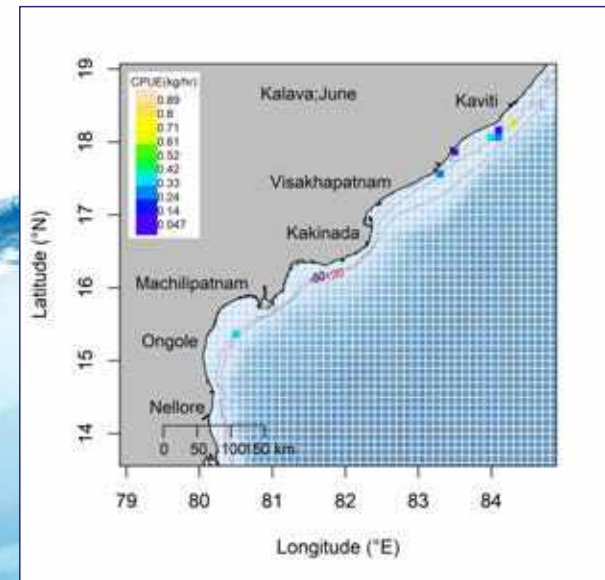 CPUE(kg/hr)
0.89
0.8
0.71
0.61
0.52
0.42
0.33
0.24
0.14
0.047
Kalava;June
Kaviti
Visakhapatnam
Kakinada
Machilipatnam
Ongole
Nellore
0 50 100 150 km
19
18
17
16
15
14
Latitude (°N)
79 80 81 82 83 84
Longitude (°E)